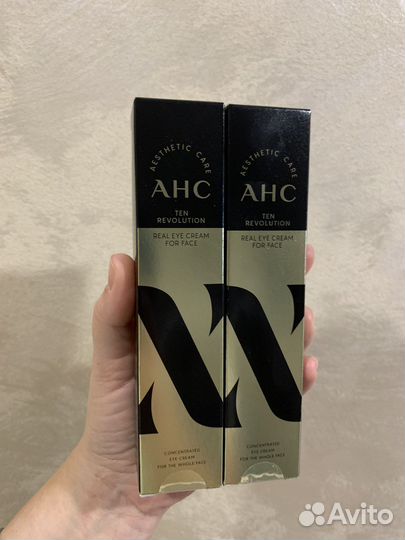 AESTHETIC CARE
AHC
TEN
REVOLUTION
REAL EYE CREAM
FOR FACE
CONCENTRATED
EYE CREAM
FOR THE WHOLE FACE
AESTHETIC CARE
AHC
TEN
REVOLUTION
REAL EYE CREAM
FOR FACE
CONCENTRATED
EYE CREAM
FOR THE WHOLE FACE
Avito